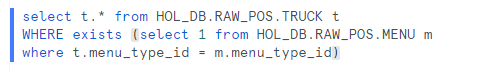 select t.* from HOL_DB.RAW_POS.TRUCK t
WHERE exists (select 1 from HOL_DB.RAW_POS.MENU m
where t.menu_type_id = m.menu_type_id)